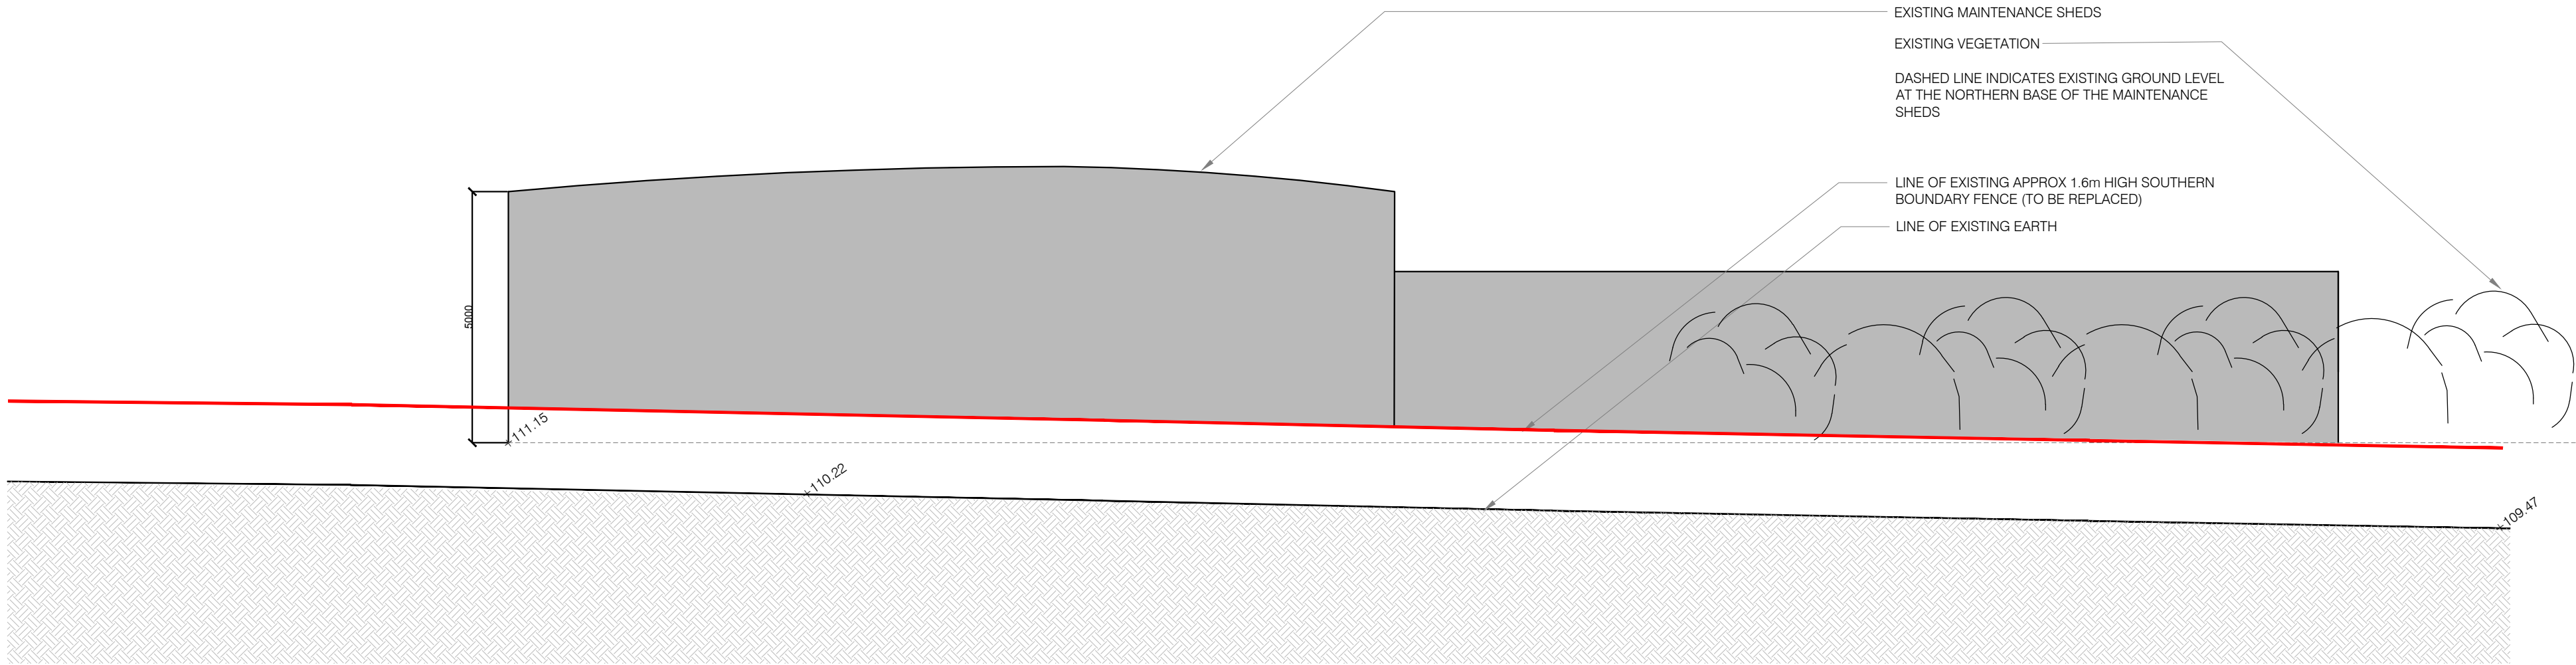 EXISTING MAINTENANCE SHEDS
EXISTING VEGETATION
DASHED LINE INDICATES EXISTING GROUND LEVEL
AT THE NORTHERN BASE OF THE MAINTENANCE
SHEDS
LINE OF EXISTING APPROX 1.6m HIGH SOUTHERN
BOUNDARY FENCE (TO BE REPLACED)
LINE OF EXISTING EARTH
5000
+111.15
+110.22
+109.47